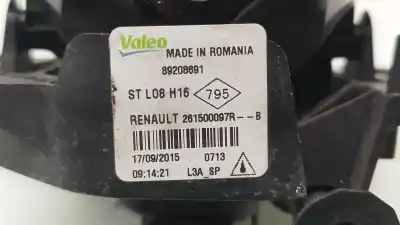 Valeo
MADE IN ROMANIA
89208691
ST L08 H16 795
RENAULT 261500097R--B
17/09/2015 0713
09:14:21 L3A_SP